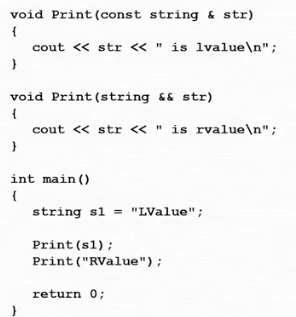 void Print(const string & str)
{
   cout << str << " is lvalue\n";
}

void Print(string && str)
{
   cout << str << " is rvalue\n";
}

int main()
{
   string s1 = "LValue";

   Print(s1);
   Print("RValue");

   return 0;
}